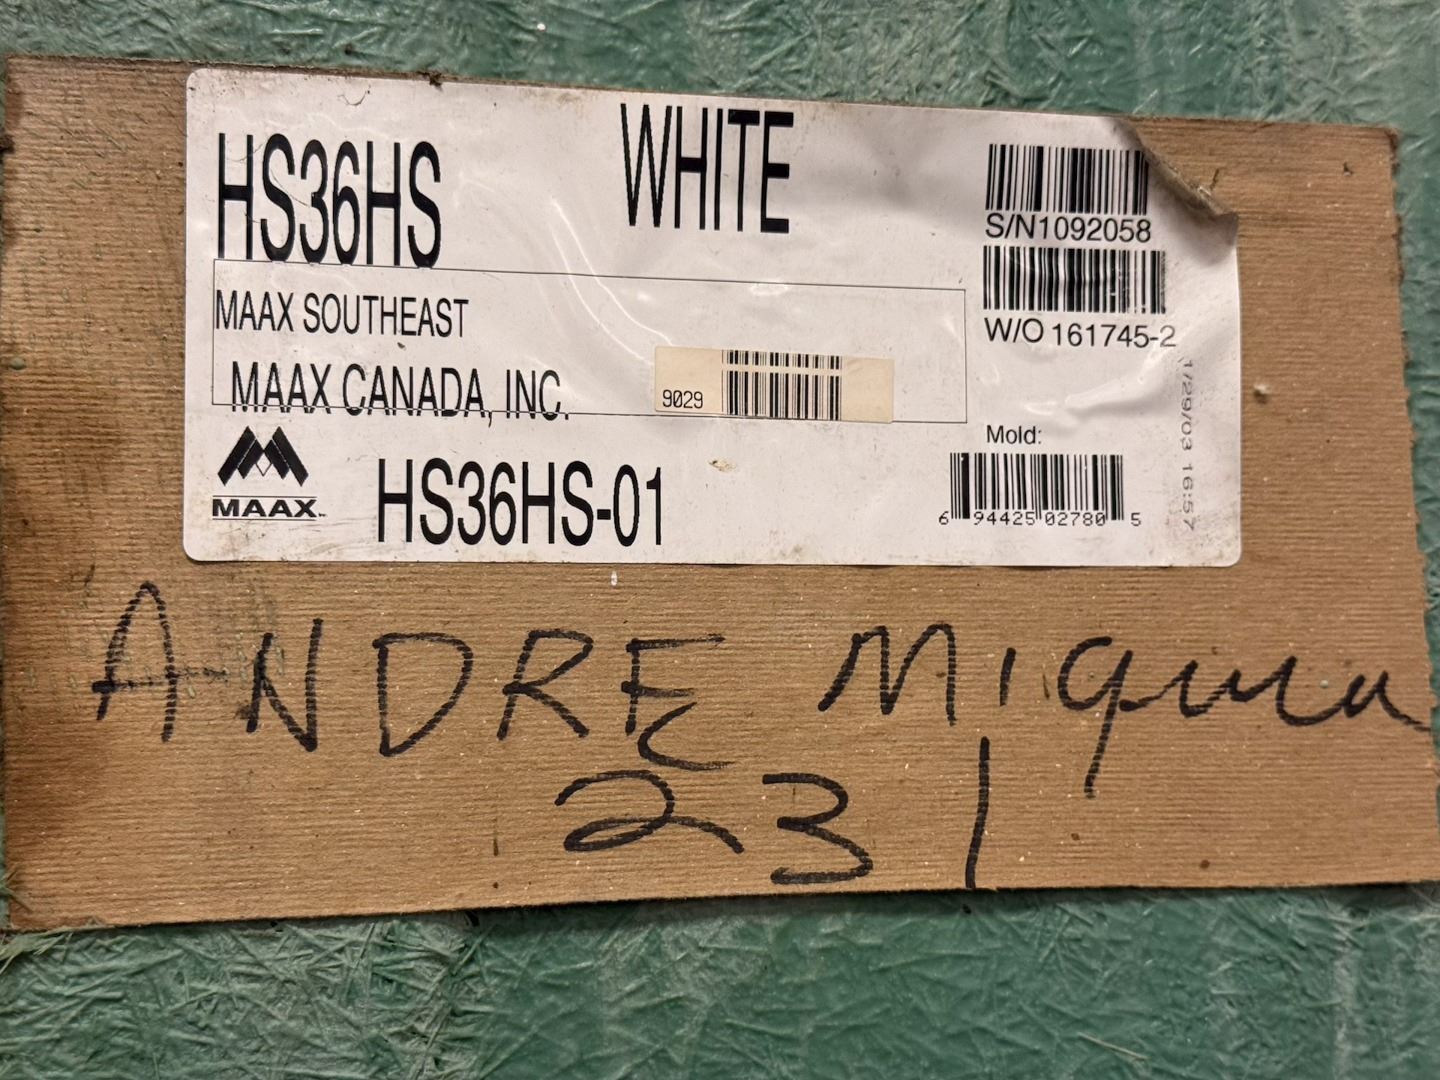 HS36HS
WHITE
S/N1092058
MAAX SOUTHEAST
W/O 161745-2
MAAX CANADA, INC.
9029
1/29/03 16:57
Mold:
MAAX
HS36HS-01
6 94425 02780 5
ANDRE
231